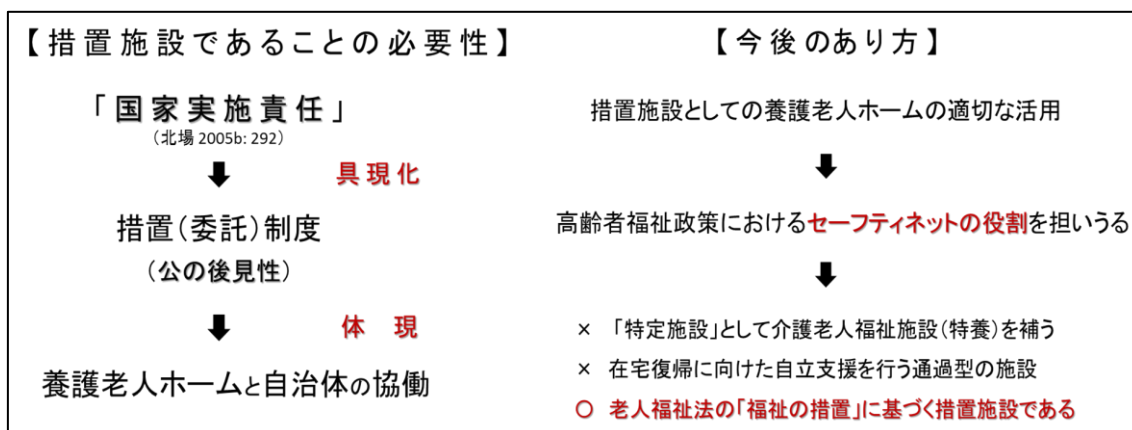 【措置施設であることの必要性】
「国家実施責任」
（北場 2005b: 292）
具現化
措置（委託）制度
（公の後見性）
体 現
養護老人ホームと自治体の協働
【今後のあり方】
措置施設としての養護老人ホームの適切な活用
高齢者福祉政策におけるセーフティネットの役割を担いうる
× 「特定施設」として介護老人福祉施設（特養）を補う
× 在宅復帰に向けた自立支援を行う通過型の施設
○ 老人福祉法の「福祉の措置」に基づく措置施設である